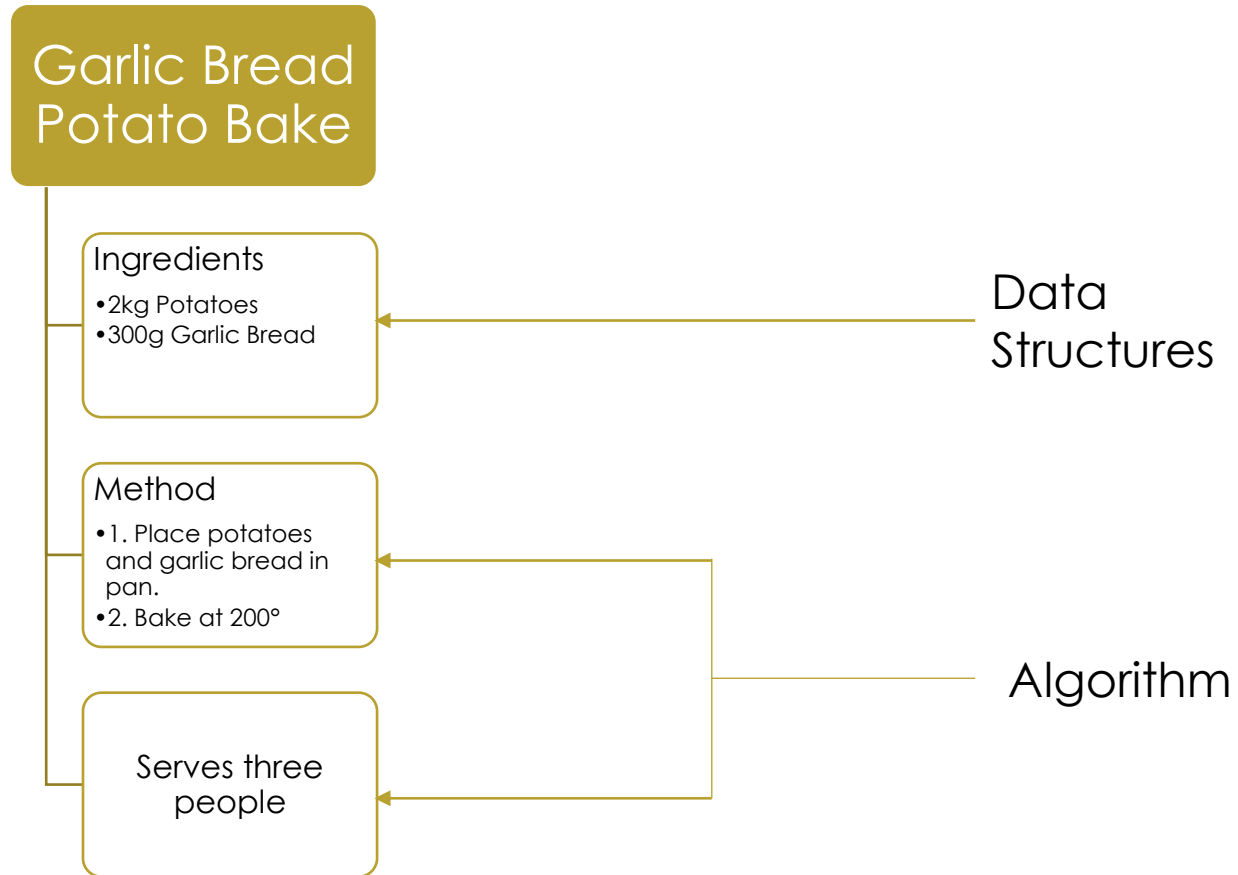 Garlic Bread
Potato Bake
Ingredients
•2kg Potatoes
•300g Garlic Bread
Data
Structures
Method
•1. Place potatoes
and garlic bread in
pan.
•2. Bake at 200°
Algorithm
Serves three
people